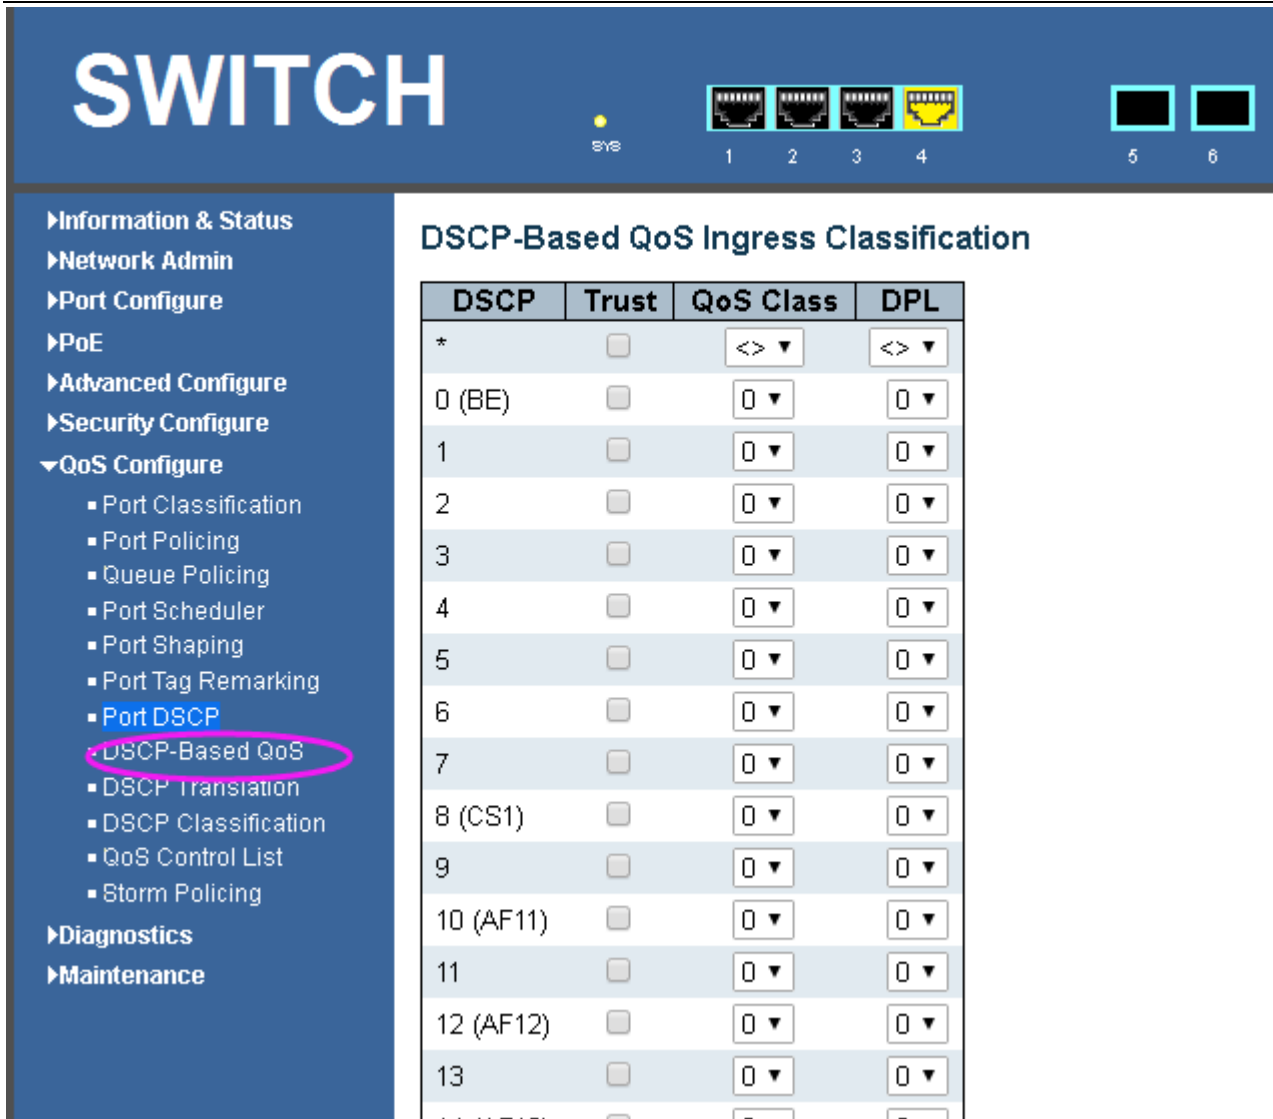 SWITCH
SYS
1 2 3 4 5 6
Information & Status
Network Admin
Port Configure
PoE
Advanced Configure
Security Configure
QoS Configure
Port Classification
Port Policing
Queue Policing
Port Scheduler
Port Shaping
Port Tag Remarking
Port DSCP
DSCP-Based QoS
DSCP Translation
DSCP Classification
QoS Control List
Storm Policing
Diagnostics
Maintenance
DSCP-Based QoS Ingress Classification
DSCP Trust QoS Class DPL
* <> <>
0 (BE) 0 0
1 0 0
2 0 0
3 0 0
4 0 0
5 0 0
6 0 0
7 0 0
8 (CS1) 0 0
9 0 0
10 (AF11) 0 0
11 0 0
12 (AF12) 0 0
13 0 0